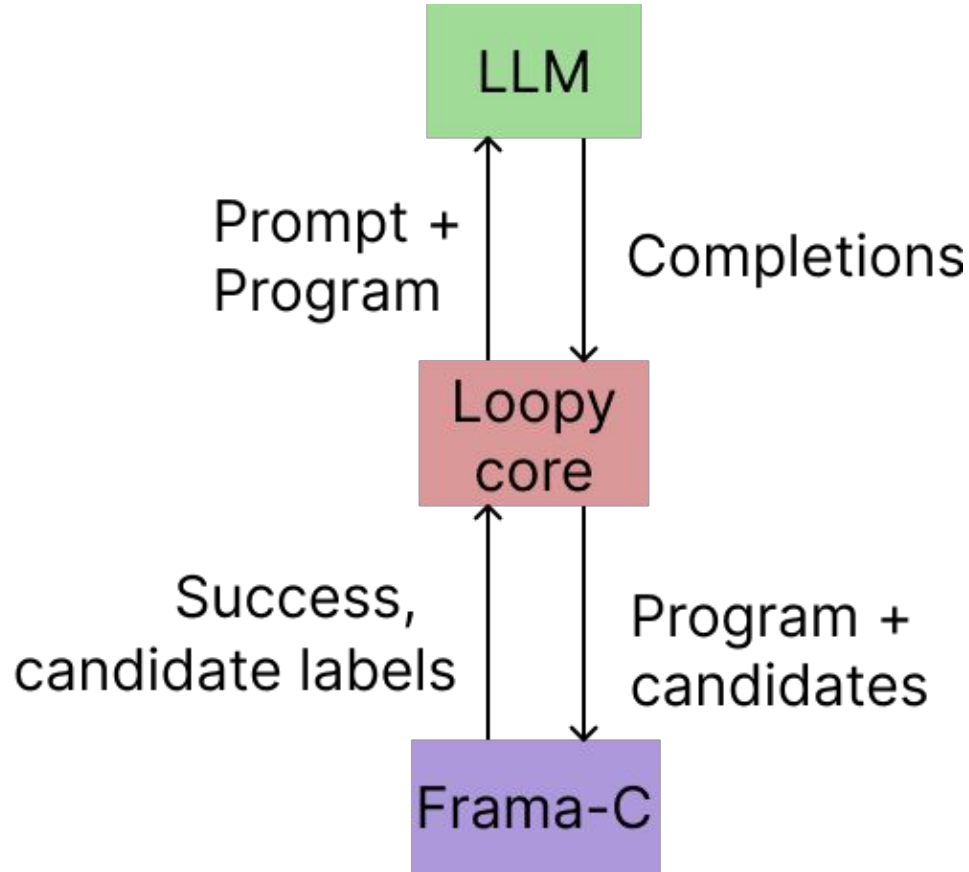 LLM
Prompt +
Program
Completions
Loopy
core
Success,
candidate labels
Program +
candidates
Frama-C